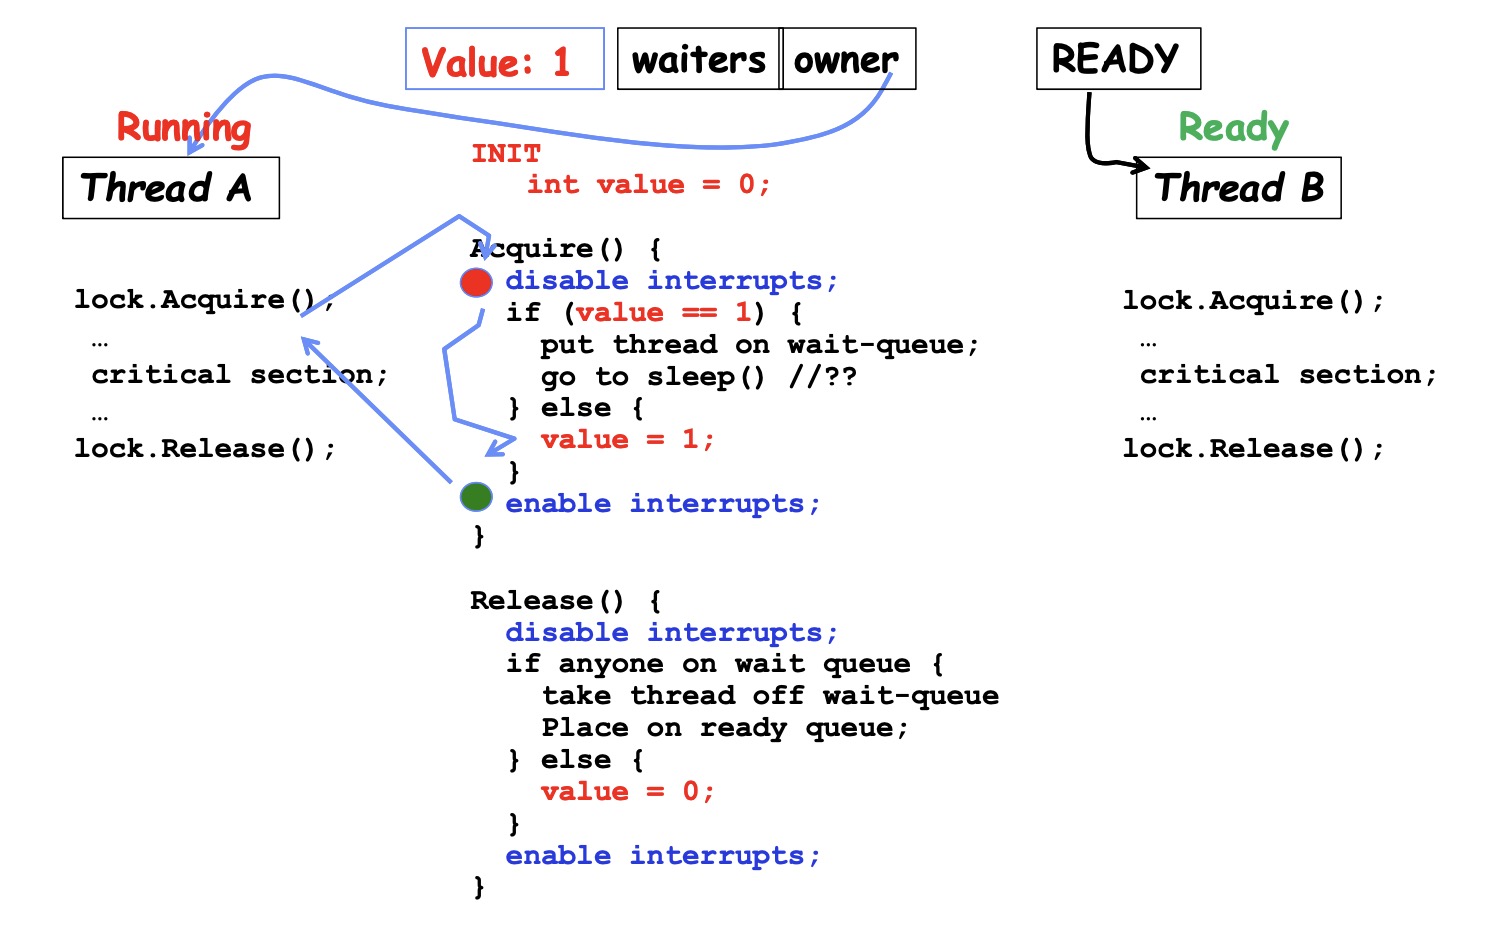 Value: 1 waiters owner READY
Running Ready
Thread A Thread B
INIT
int value = 0;
lock.Acquire();
…
critical section;
…
lock.Release();
Acquire() {
disable interrupts;
if (value == 1) {
put thread on wait-queue;
go to sleep() //??
} else {
value = 1;
}
enable interrupts;
}
Release() {
disable interrupts;
if anyone on wait queue {
take thread off wait-queue
Place on ready queue;
} else {
value = 0;
}
enable interrupts;
}
lock.Acquire();
…
critical section;
…
lock.Release();